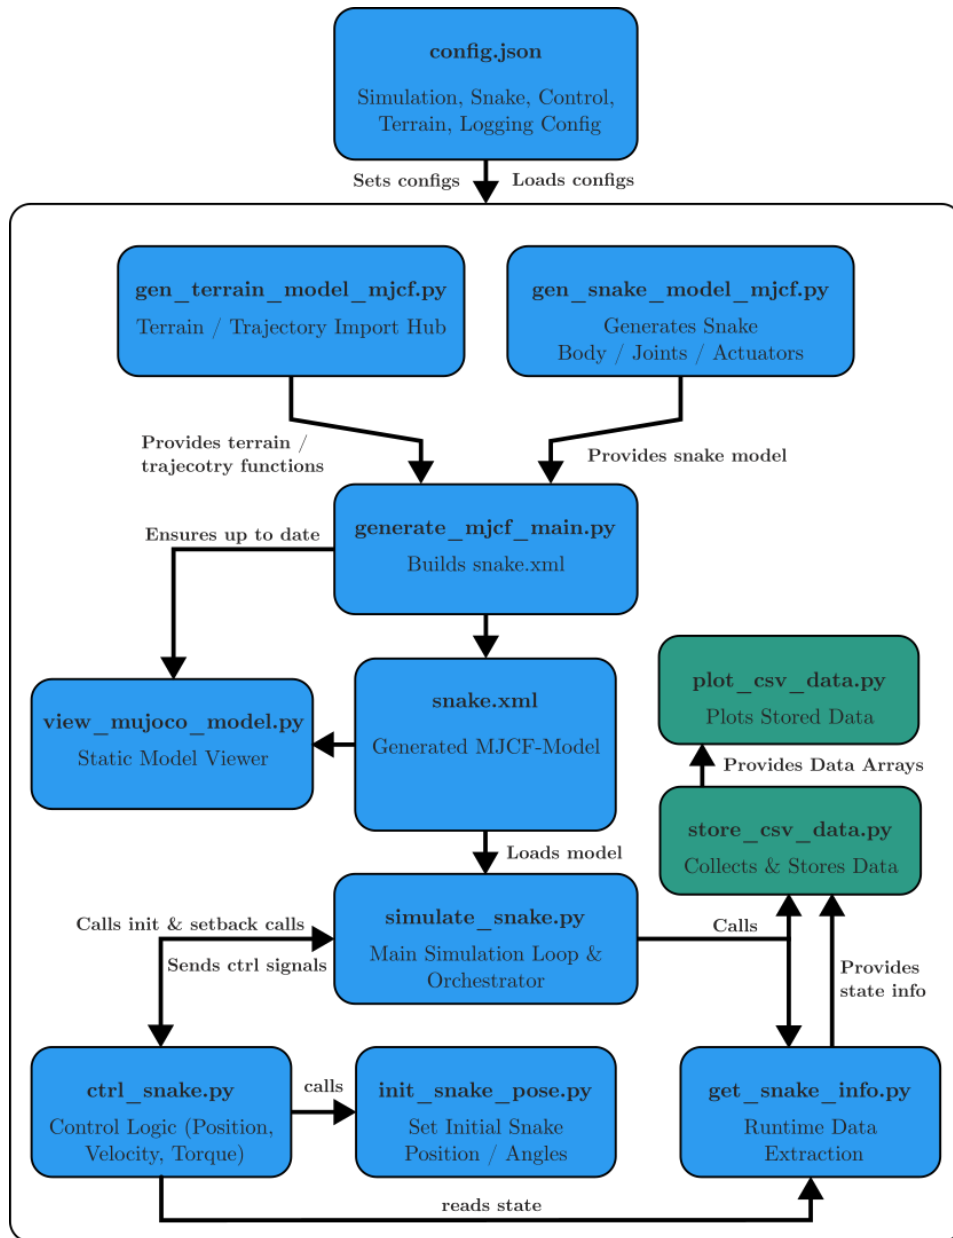 config.json
Simulation, Snake, Control,
Terrain, Logging Config
Sets configs
Loads configs
gen_terrain_model_mjcf.py
Terrain / Trajectory Import Hub
gen_snake_model_mjcf.py
Generates Snake
Body / Joints / Actuators
Provides terrain /
trajecotry functions
Provides snake model
generate_mjcf_main.py
Builds snake.xml
Ensures up to date
view_mujoco_model.py
Static Model Viewer
snake.xml
Generated MJCF-Model
plot_csv_data.py
Plots Stored Data
Provides Data Arrays
store_csv_data.py
Collects & Stores Data
Loads model
simulate_snake.py
Main Simulation Loop &
Orchestrator
Calls init & setback calls
Sends ctrl signals
Calls
Provides
state info
ctrl_snake.py
Control Logic (Position,
Velocity, Torque)
calls
init_snake_pose.py
Set Initial Snake
Position / Angles
get_snake_info.py
Runtime Data
Extraction
reads state